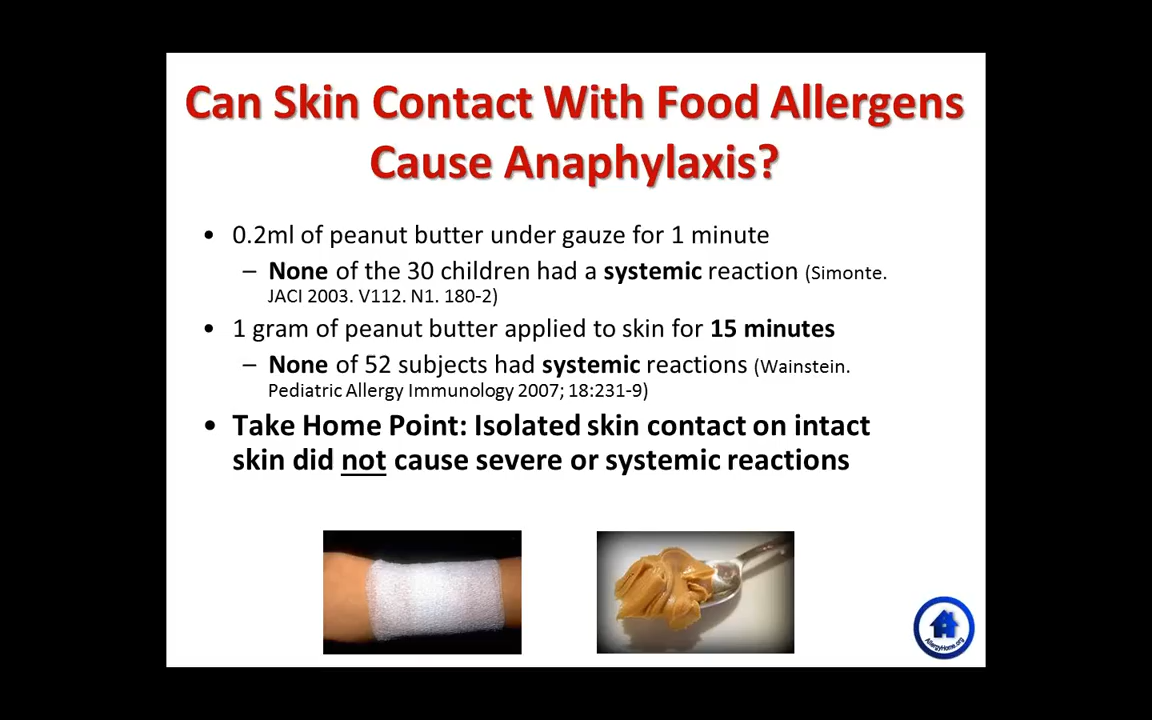 Can Skin Contact With Food Allergens
Cause Anaphylaxis?
• 0.2ml of peanut butter under gauze for 1 minute
– None of the 30 children had a systemic reaction (Simonte.
JACI 2003. V112. N1. 180-2)
• 1 gram of peanut butter applied to skin for 15 minutes
– None of 52 subjects had systemic reactions (Wainstein.
Pediatric Allergy Immunology 2007; 18:231-9)
• Take Home Point: Isolated skin contact on intact
skin did not cause severe or systemic reactions
AllergyHome.org